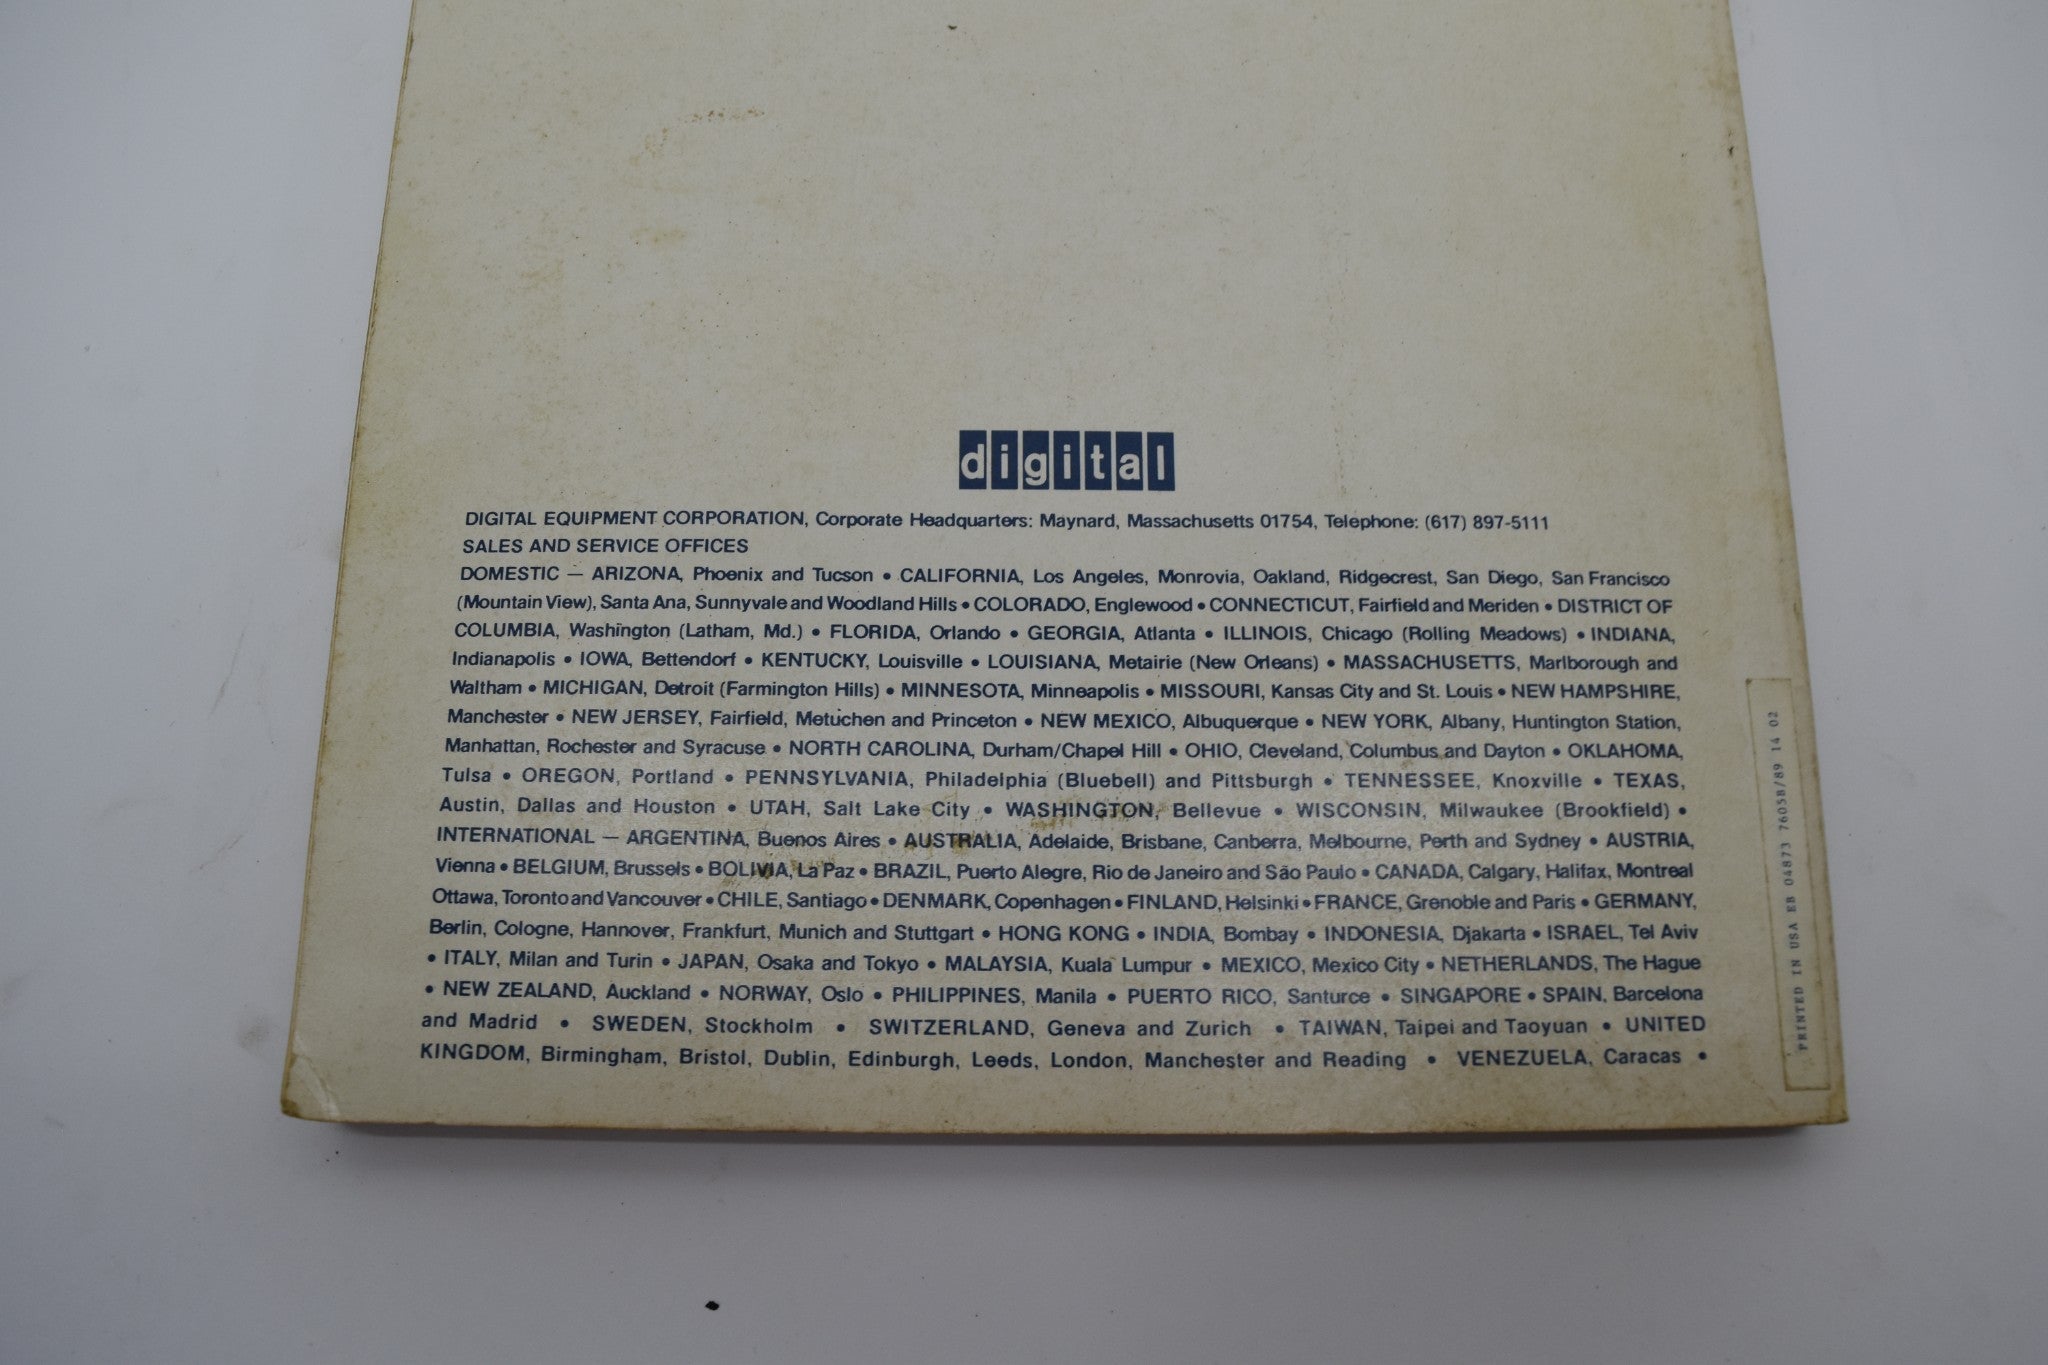 digital
DIGITAL EQUIPMENT CORPORATION, Corporate Headquarters: Maynard, Massachusetts 01754, Telephone: (617) 897-5111
SALES AND SERVICE OFFICES
DOMESTIC — ARIZONA, Phoenix and Tucson • CALIFORNIA, Los Angeles, Monrovia, Oakland, Ridgecrest, San Diego, San Francisco
(Mountain View), Santa Ana, Sunnyvale and Woodland Hills • COLORADO, Englewood • CONNECTICUT, Fairfield and Meriden • DISTRICT OF
COLUMBIA, Washington (Latham, Md.) • FLORIDA, Orlando • GEORGIA, Atlanta • ILLINOIS, Chicago (Rolling Meadows) • INDIANA,
Indianapolis • IOWA, Bettendorf • KENTUCKY, Louisville • LOUISIANA, Metairie (New Orleans) • MASSACHUSETTS, Marlborough and
Waltham • MICHIGAN, Detroit (Farmington Hills) • MINNESOTA, Minneapolis • MISSOURI, Kansas City and St. Louis • NEW HAMPSHIRE,
Manchester • NEW JERSEY, Fairfield, Metuchen and Princeton • NEW MEXICO, Albuquerque • NEW YORK, Albany, Huntington Station,
Manhattan, Rochester and Syracuse • NORTH CAROLINA, Durham/Chapel Hill • OHIO, Cleveland, Columbus and Dayton • OKLAHOMA,
Tulsa • OREGON, Portland • PENNSYLVANIA, Philadelphia (Bluebell) and Pittsburgh • TENNESSEE, Knoxville • TEXAS,
Austin, Dallas and Houston • UTAH, Salt Lake City • WASHINGTON, Bellevue • WISCONSIN, Milwaukee (Brookfield) •
INTERNATIONAL — ARGENTINA, Buenos Aires • AUSTRALIA, Adelaide, Brisbane, Canberra, Melbourne, Perth and Sydney • AUSTRIA,
Vienna • BELGIUM, Brussels • BOLIVIA, La Paz • BRAZIL, Puerto Alegre, Rio de Janeiro and São Paulo • CANADA, Calgary, Halifax, Montreal
Ottawa, Toronto and Vancouver • CHILE, Santiago • DENMARK, Copenhagen • FINLAND, Helsinki • FRANCE, Grenoble and Paris • GERMANY,
Berlin, Cologne, Hannover, Frankfurt, Munich and Stuttgart • HONG KONG • INDIA, Bombay • INDONESIA, Djakarta • ISRAEL, Tel Aviv
• ITALY, Milan and Turin • JAPAN, Osaka and Tokyo • MALAYSIA, Kuala Lumpur • MEXICO, Mexico City • NETHERLANDS, The Hague
• NEW ZEALAND, Auckland • NORWAY, Oslo • PHILIPPINES, Manila • PUERTO RICO, Santurce • SINGAPORE • SPAIN, Barcelona
and Madrid • SWEDEN, Stockholm • SWITZERLAND, Geneva and Zurich • TAIWAN, Taipei and Taoyuan • UNITED
KINGDOM, Birmingham, Bristol, Dublin, Edinburgh, Leeds, London, Manchester and Reading • VENEZUELA, Caracas •
PRINTED IN USA EB 04873 7605B/89 14 02